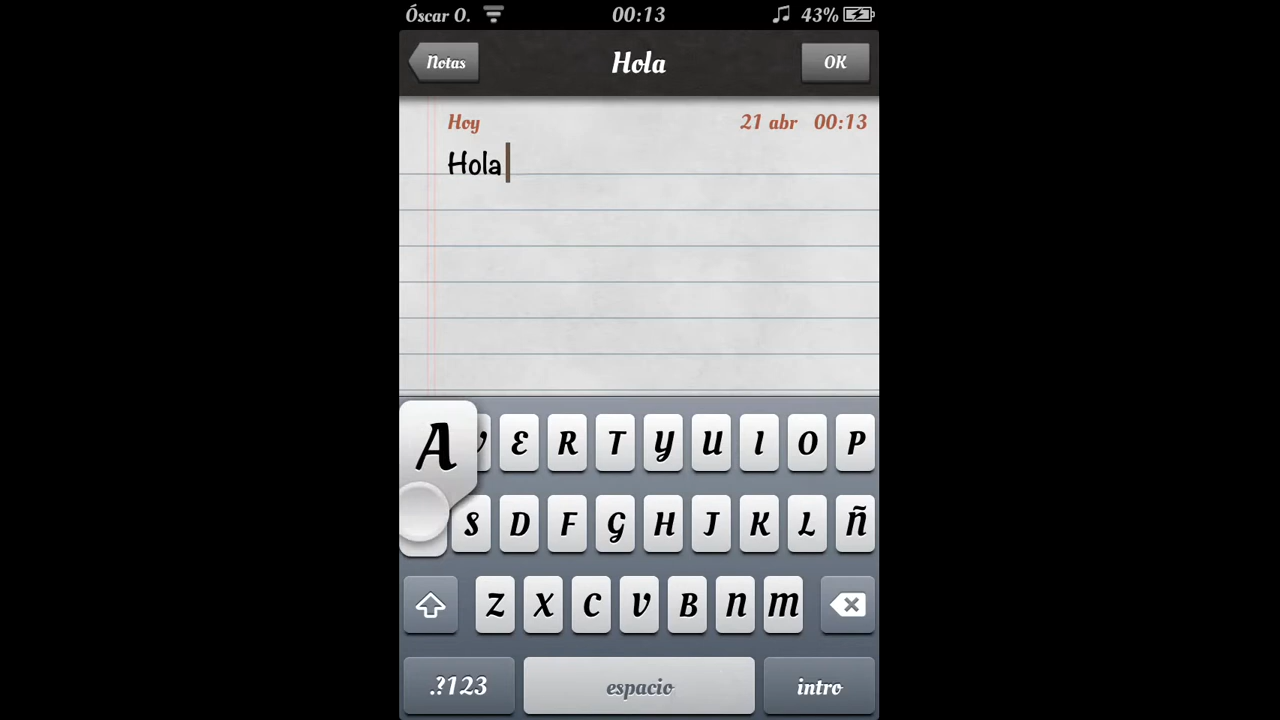 Óscar O. 00:13 43%
Notas Hola OK
Hoy 21 abr 00:13
Hola
A E R T Y U I O P
S D F G H J K L Ñ
Z X C V B N M
.?123 espacio intro